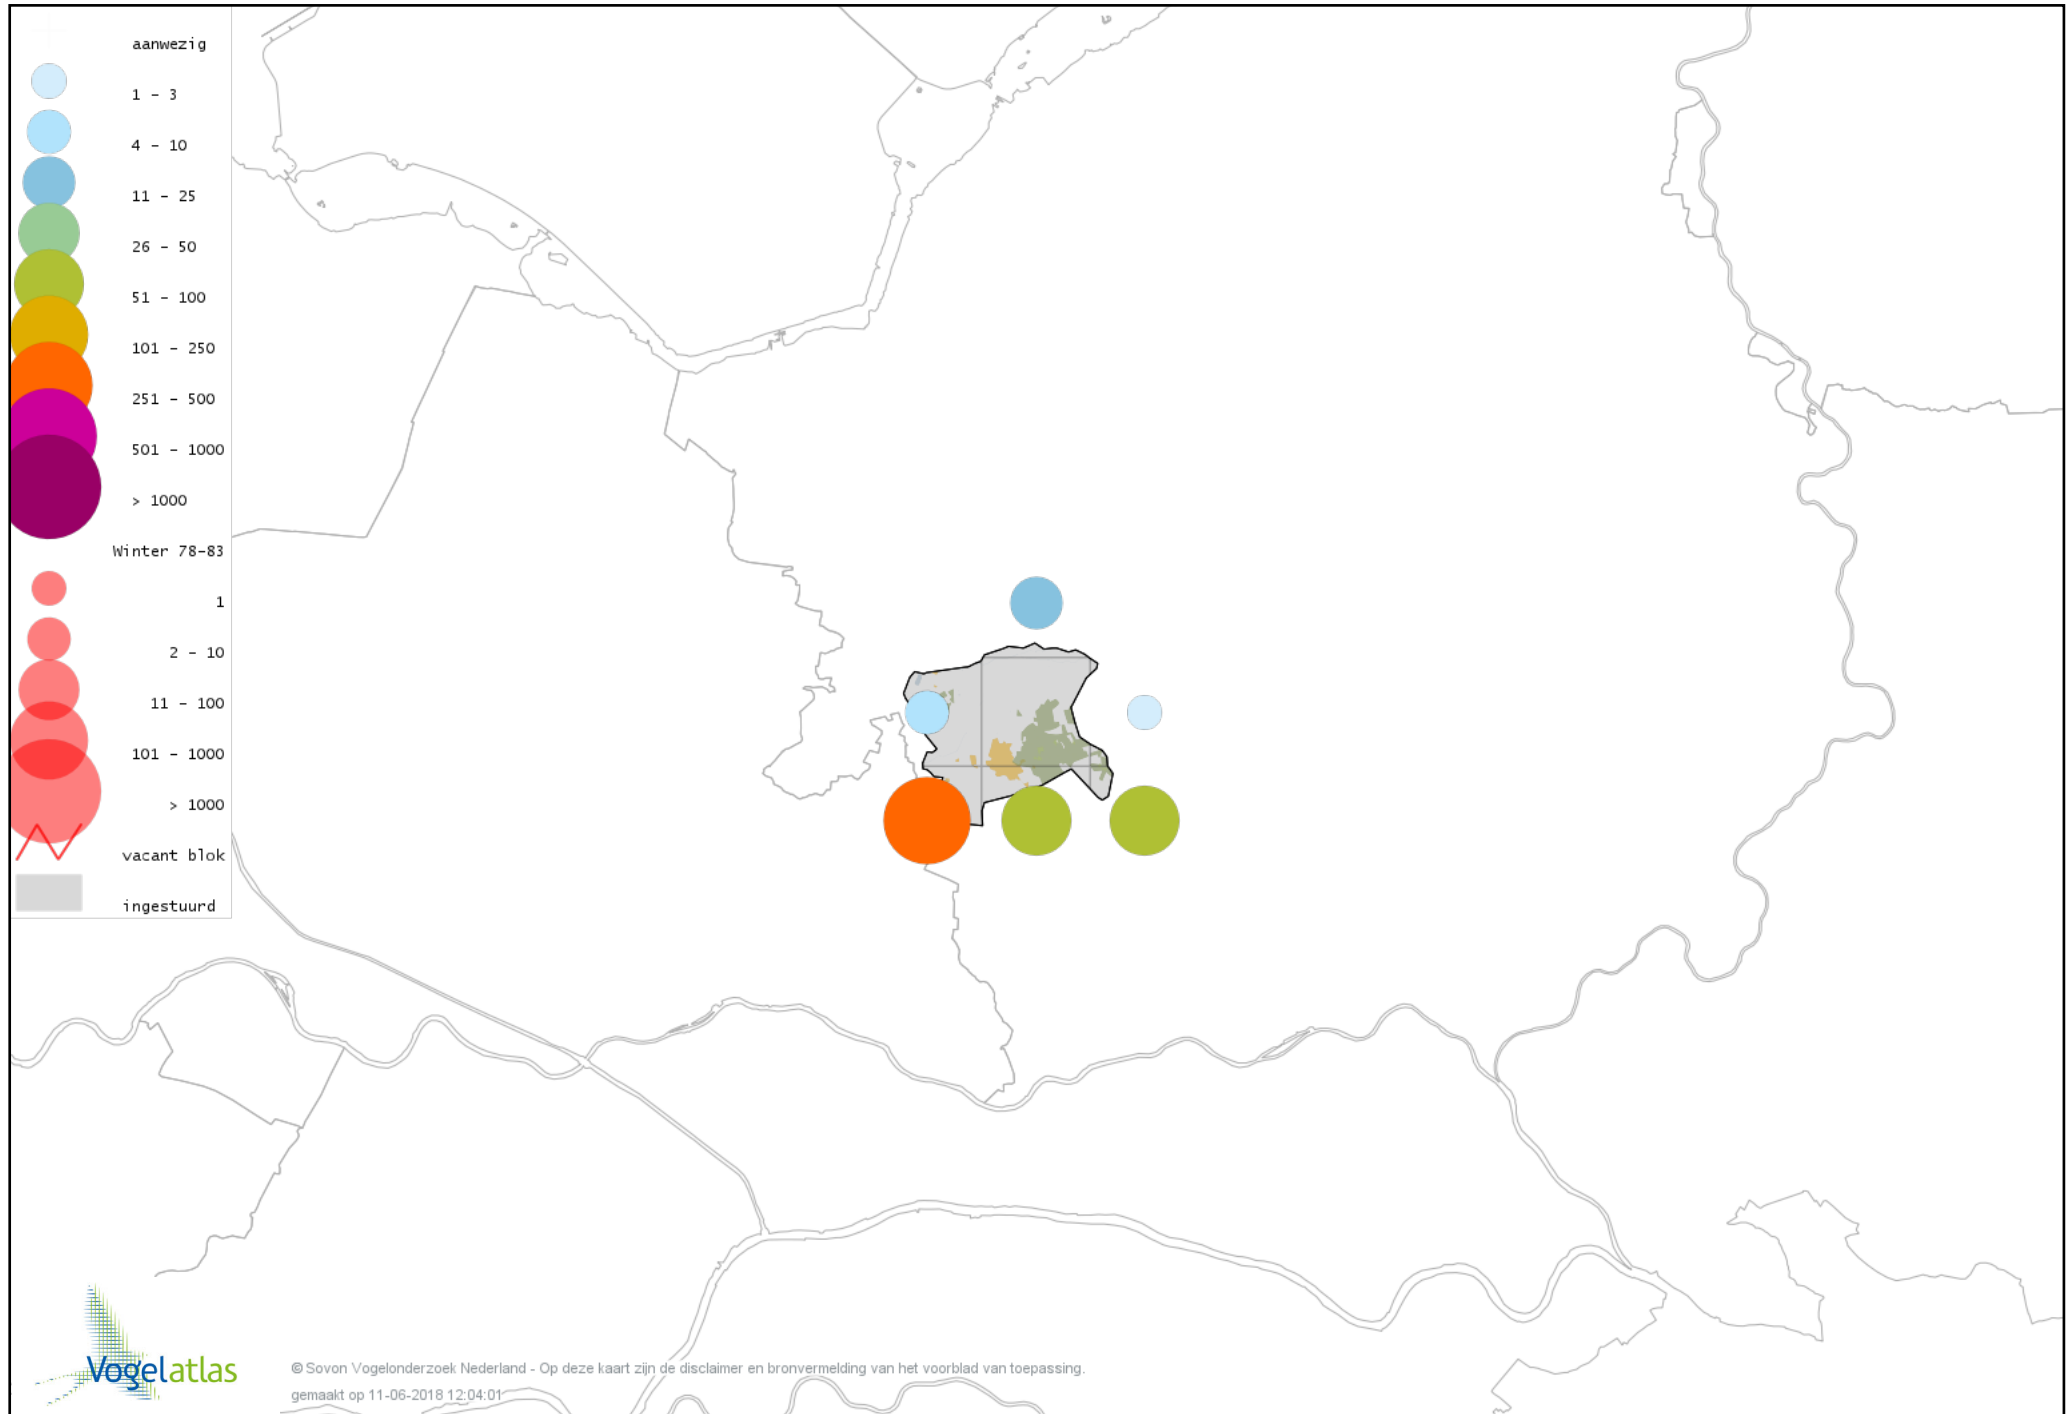 aanwezig
1 - 3
4 - 10
11 - 25
26 - 50
51 - 100
101 - 250
251 - 500
501 - 1000
> 1000
Winter 78-83
1
2 - 10
11 - 100
101 - 1000
> 1000
vacant blok
ingestuurd
Vogelatlas
© Sovon Vogelonderzoek Nederland - Op deze kaart zijn de disclaimer en bronvermelding van het voorblad van toepassing.
gemaakt op 11-06-2018 12:04:01